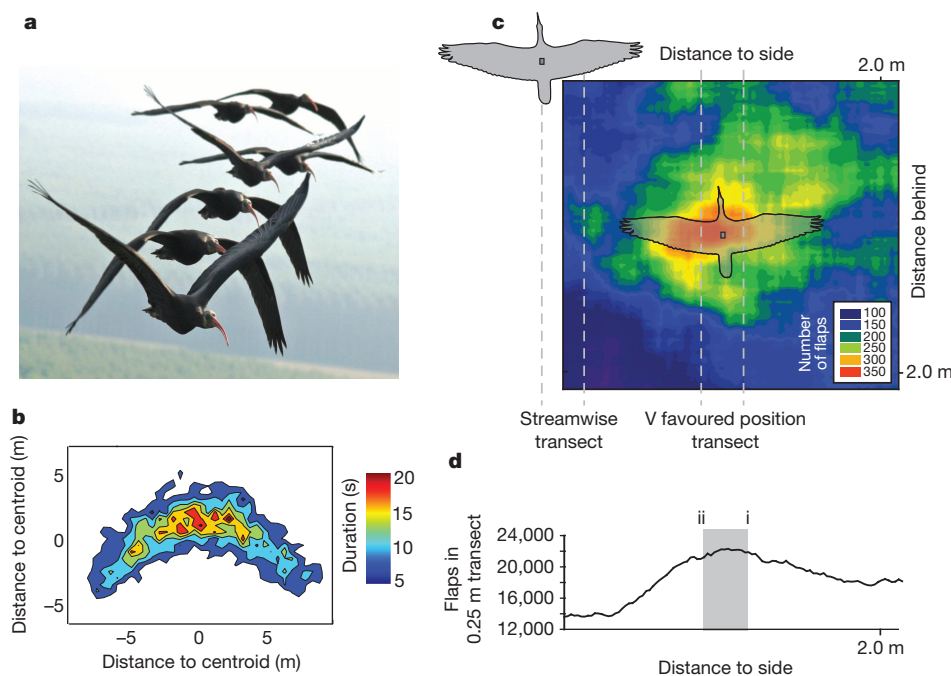 a
b
Distance to centroid (m)
5
0
−5
−5
0
5
Distance to centroid (m)
Duration (s)
20
15
10
5
c
Distance to side
2.0 m
Distance behind
2.0 m
Number
of flaps
100
150
200
250
300
350
Streamwise
transect
V favoured position
transect
d
ii
i
Flaps in
0.25 m transect
24,000
20,000
16,000
12,000
2.0 m
Distance to side